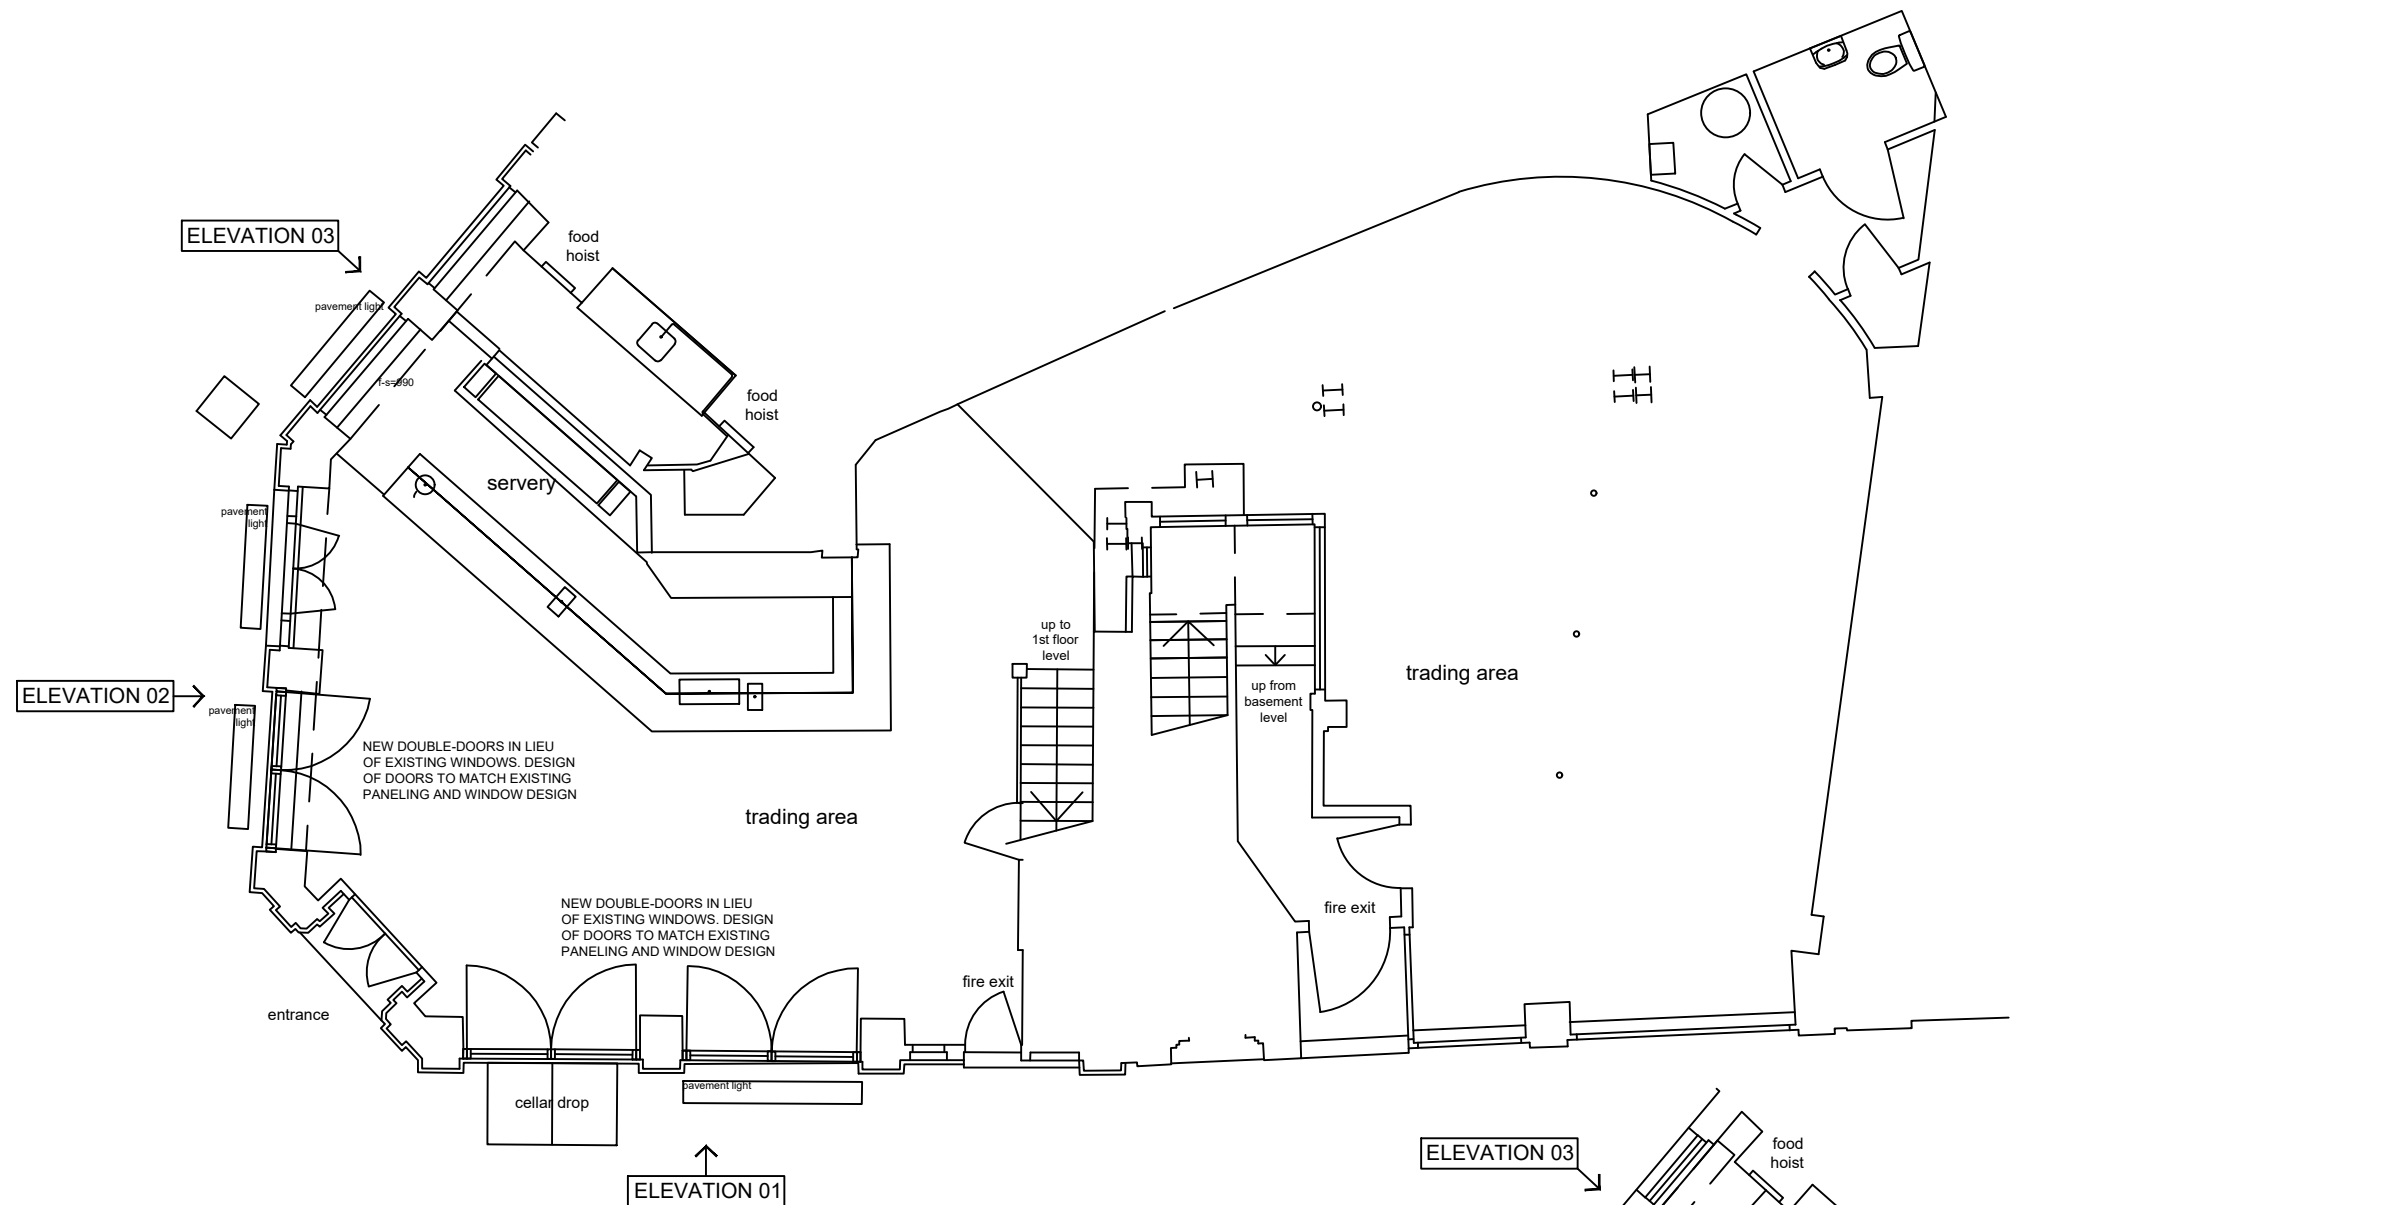 food
hoist
ELEVATION 03
pavement light
f-s=990
food
hoist
servery
pavement
light
up to
1st floor
level
trading area
ELEVATION 02
up from
basement
level
pavement
light
NEW DOUBLE-DOORS IN LIEU
OF EXISTING WINDOWS. DESIGN
OF DOORS TO MATCH EXISTING
PANELING AND WINDOW DESIGN
trading area
NEW DOUBLE-DOORS IN LIEU
OF EXISTING WINDOWS. DESIGN
OF DOORS TO MATCH EXISTING
PANELING AND WINDOW DESIGN
fire exit
fire exit
entrance
pavement light
cellar drop
ELEVATION 01
ELEVATION 03
food
hoist